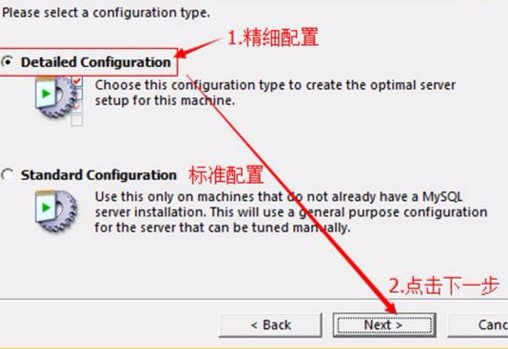 Please select a configuration type.
1.精细配置
Detailed Configuration
Choose this configuration type to create the optimal server
setup for this machine.
Standard Configuration 标准配置
Use this only on machines that do not already have a MySQL
server installation. This will use a general purpose configuration
for the server that can be tuned manually.
2.点击下一步
< Back Next > Canc